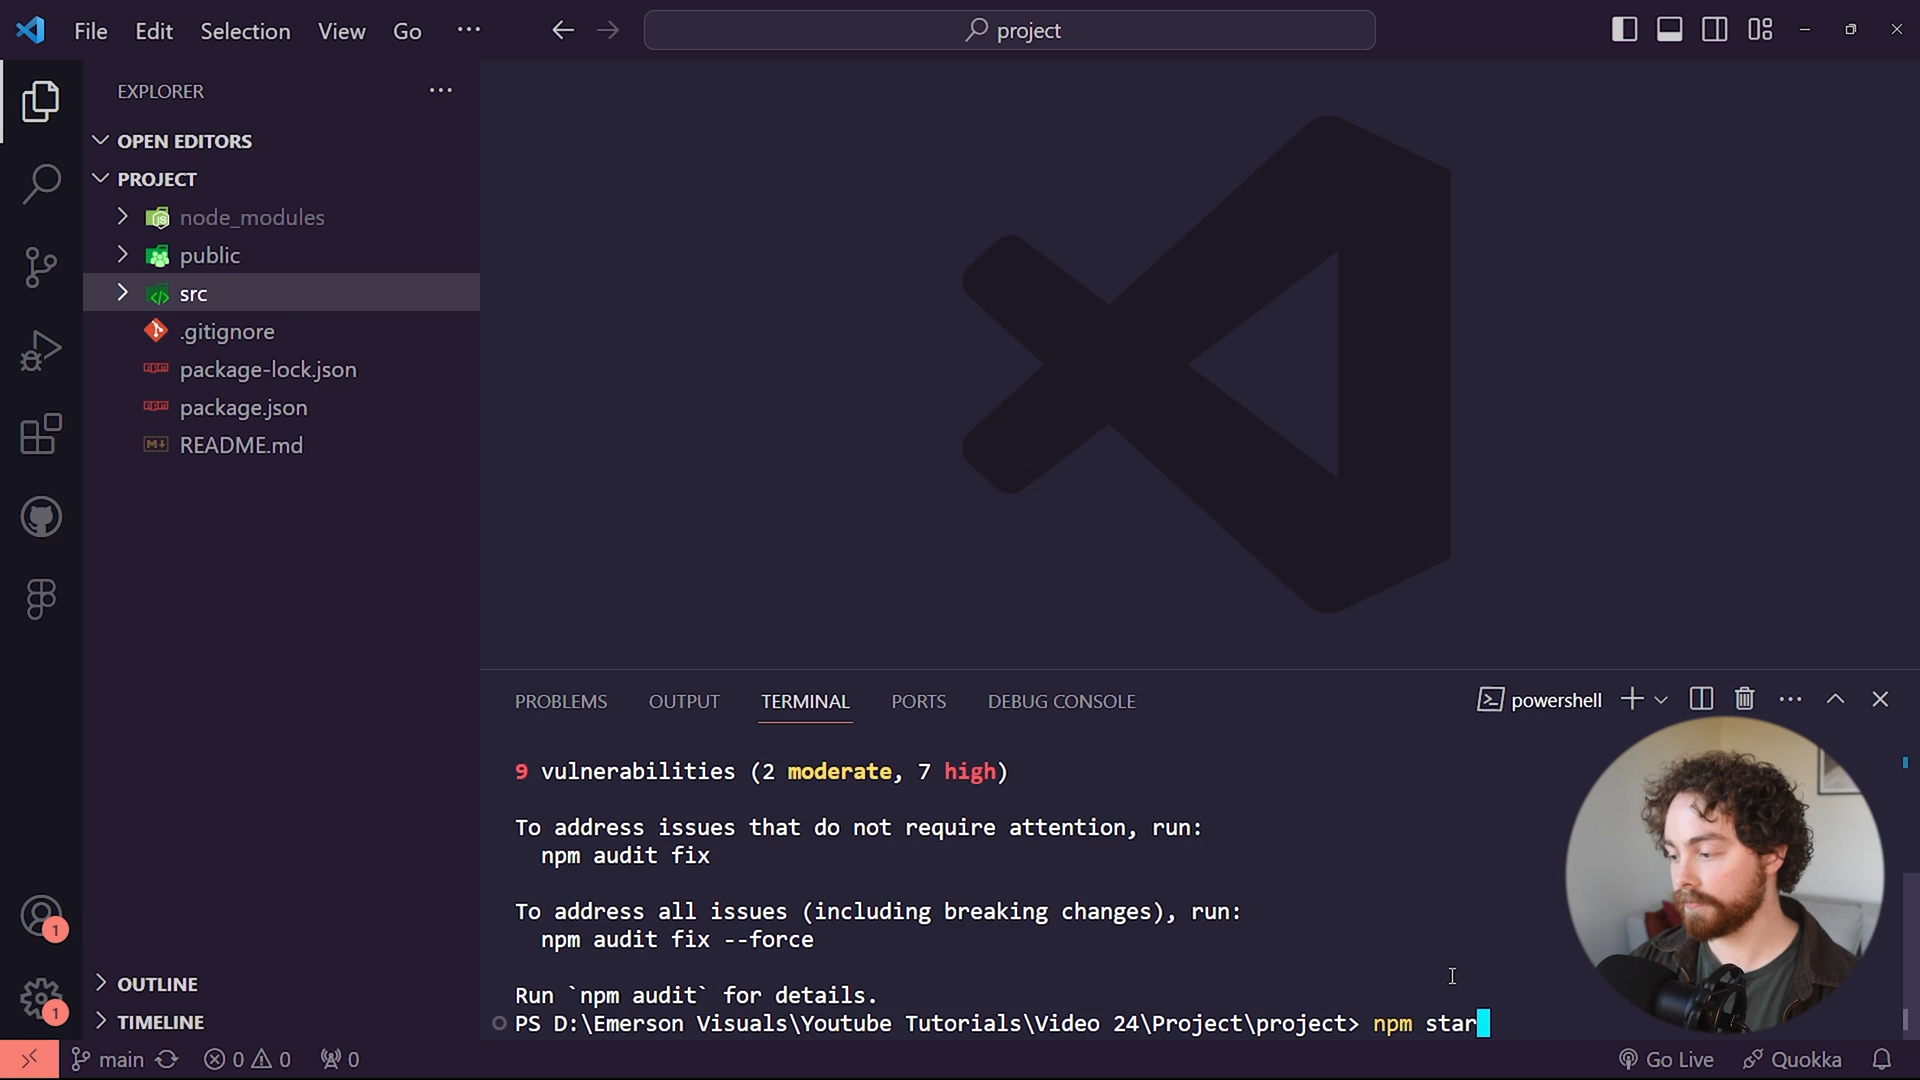 File Edit Selection View Go ···
project
EXPLORER
OPEN EDITORS
PROJECT
node_modules
public
src
.gitignore
package-lock.json
package.json
README.md
OUTLINE
TIMELINE
PROBLEMS OUTPUT TERMINAL PORTS DEBUG CONSOLE
powershell
9 vulnerabilities (2 moderate, 7 high)
To address issues that do not require attention, run:
npm audit fix
To address all issues (including breaking changes), run:
npm audit fix --force
Run `npm audit` for details.
PS D:\Emerson Visuals\Youtube Tutorials\Video 24\Project\project> npm star
1
1
main 0 0 0
Go Live Quokka